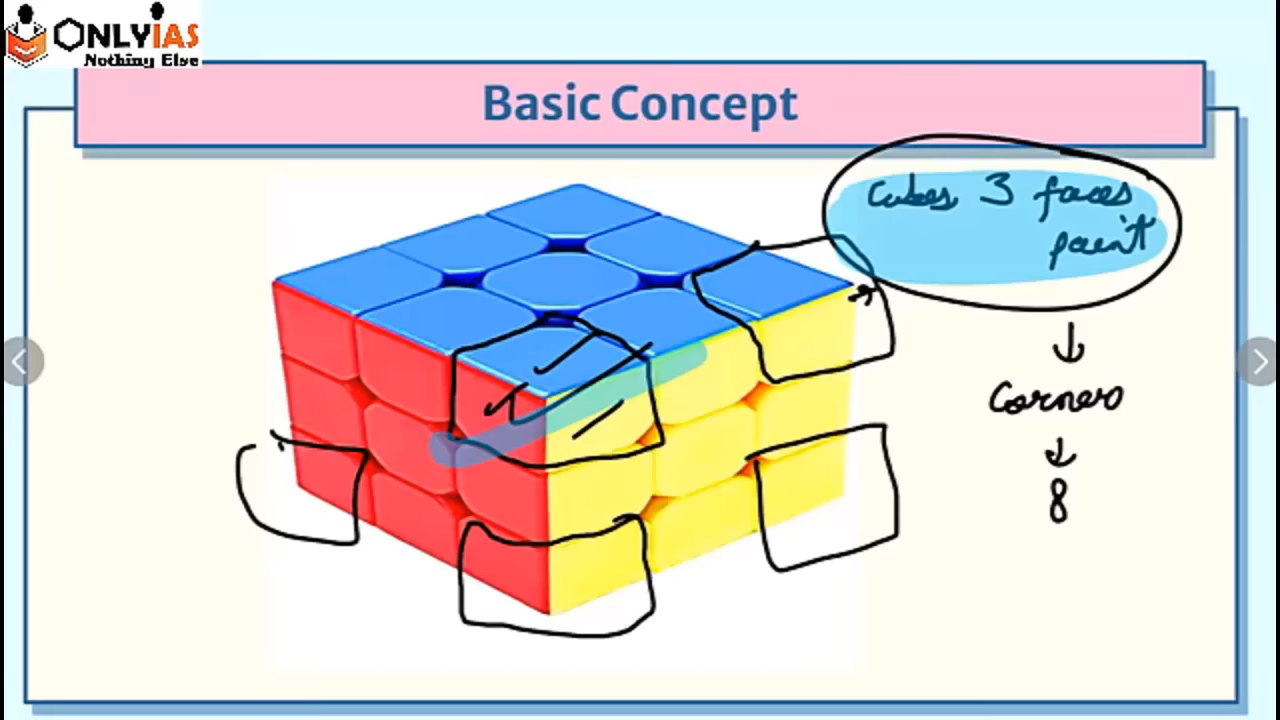 ONLYIAS
Nothing Else
Basic Concept
Cubes 3 faces
paint
Corners
8